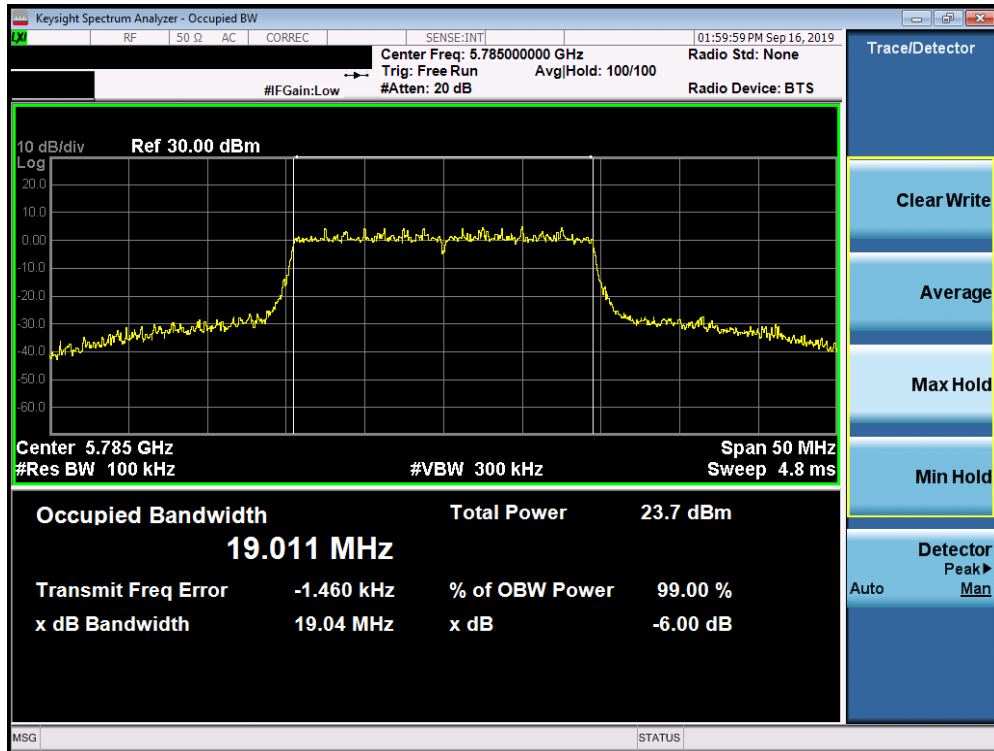 Keysight Spectrum Analyzer - Occupied BW
LXI RF 50 Ω AC CORREC SENSE:INT 01:59:59 PM Sep 16, 2019
Center Freq: 5.785000000 GHz Radio Std: None
Trig: Free Run Avg|Hold: 100/100
#IFGain:Low #Atten: 20 dB Radio Device: BTS
10 dB/div Ref 30.00 dBm
Log
20.0
10.0
0.00
-10.0
-20.0
-30.0
-40.0
-50.0
-60.0
Center 5.785 GHz Span 50 MHz
#Res BW 100 kHz #VBW 300 kHz Sweep 4.8 ms
Occupied Bandwidth Total Power 23.7 dBm
19.011 MHz
Transmit Freq Error -1.460 kHz % of OBW Power 99.00 %
x dB Bandwidth 19.04 MHz x dB -6.00 dB
MSG STATUS
Trace/Detector
Clear Write
Average
Max Hold
Min Hold
Detector
Peak▶
Auto Man